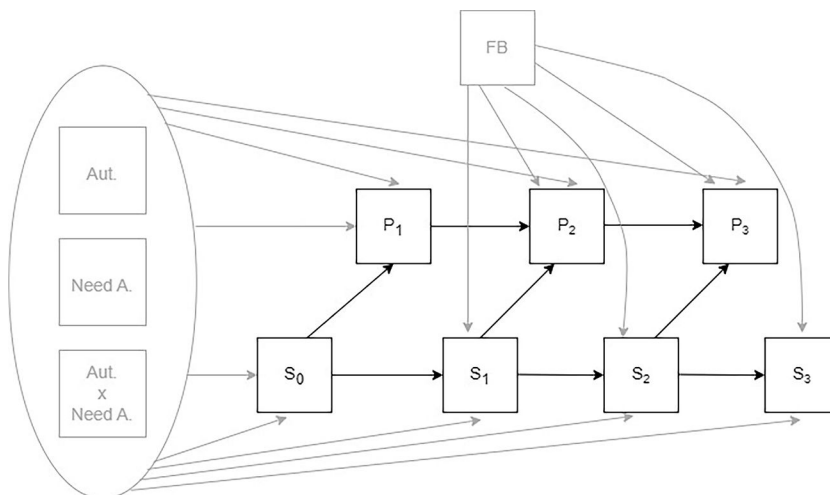 FB
Aut.
P₁
P₂
P₃
Need A.
Aut.
x
Need A.
S₀
S₁
S₂
S₃